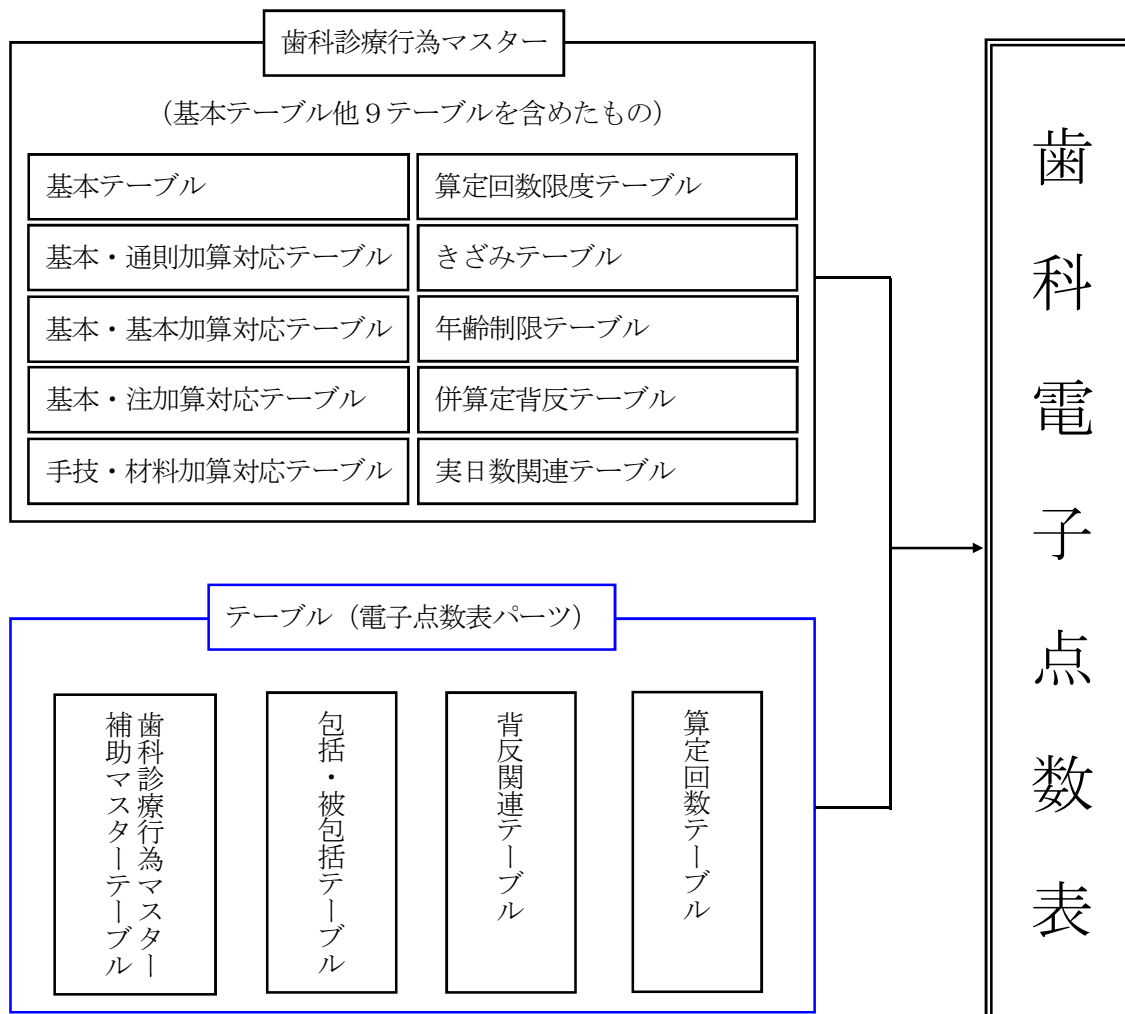 歯科診療行為マスター
（基本テーブル他９テーブルを含めたもの）
基本テーブル
算定回数限度テーブル
基本・通則加算対応テーブル
きざみテーブル
基本・基本加算対応テーブル
年齢制限テーブル
基本・注加算対応テーブル
併算定背反テーブル
手技・材料加算対応テーブル
実日数関連テーブル
テーブル（電子点数表パーツ）
歯科診療行為マスター
補助マスターテーブル
包括・被包括テーブル
背反関連テーブル
算定回数テーブル
歯科電子点数表